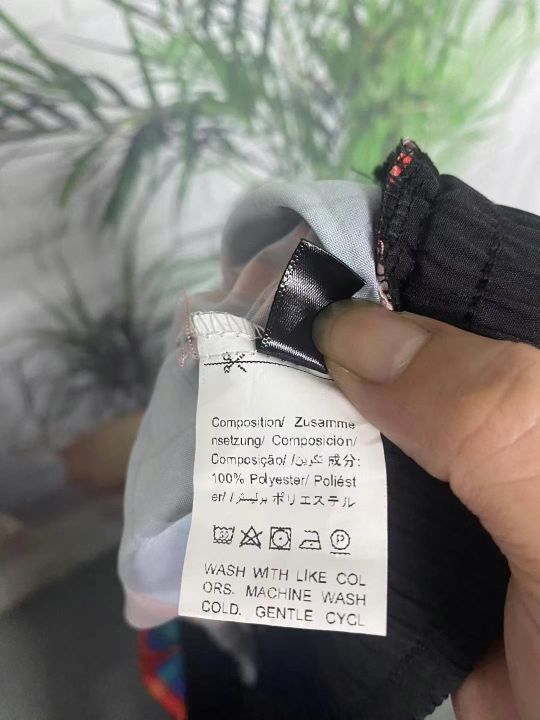 Composition/ Zusamme
nsetzung/ Composicion/
Composição/ /تكوين 成分:
100% Polyester/ Poliést
er/ /بوليستر ポリエステル
P
WASH WITH LIKE COL
ORS. MACHINE WASH
COLD. GENTLE CYCL